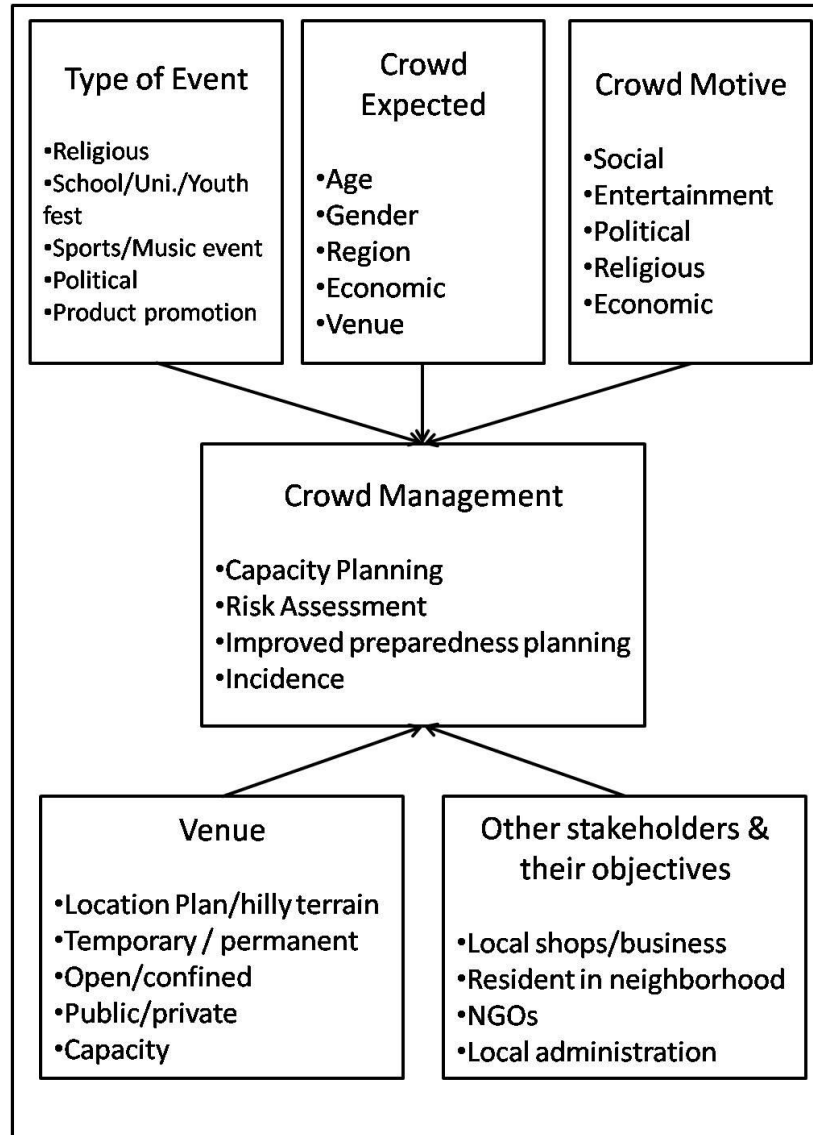 Type of Event
▪Religious
▪School/Uni./Youth
fest
▪Sports/Music event
▪Political
▪Product promotion
Crowd
Expected
•Age
•Gender
•Region
•Economic
•Venue
Crowd Motive
•Social
•Entertainment
•Political
•Religious
•Economic
Crowd Management
•Capacity Planning
•Risk Assessment
•Improved preparedness planning
•Incidence
Venue
•Location Plan/hilly terrain
•Temporary / permanent
•Open/confined
•Public/private
•Capacity
Other stakeholders &
their objectives
•Local shops/business
•Resident in neighborhood
•NGOs
•Local administration